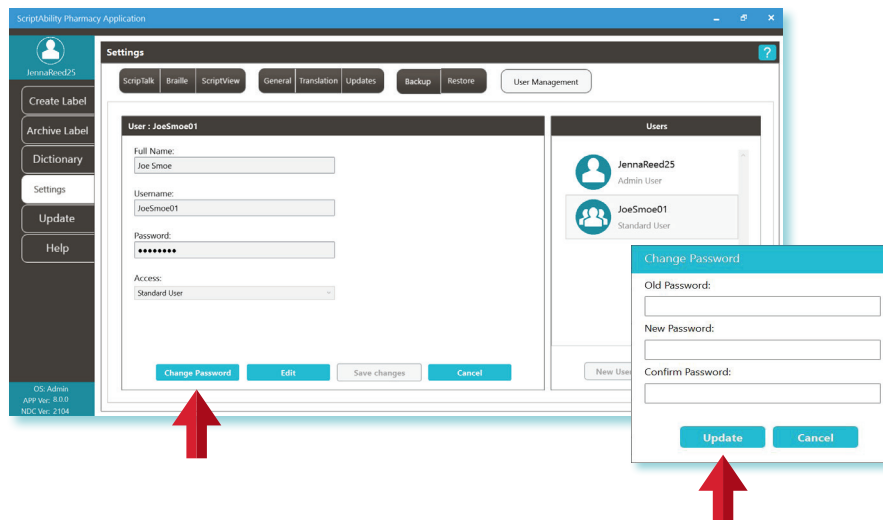 ScriptAbility Pharmacy Application
JennaReed25
Create Label
Archive Label
Dictionary
Settings
Update
Help
OS: Admin
APP Ver: 8.0.0
NDC Ver: 2104
Settings
?
ScripTalk Braille ScriptView General Translation Updates Backup Restore User Management
User : JoeSmoe01
Full Name:
Joe Smoe
Username:
JoeSmoe01
Password:
Access:
Standard User
Change Password Edit Save changes Cancel
Users
JennaReed25
Admin User
JoeSmoe01
Standard User
New
Change Password
Old Password:
New Password:
Confirm Password:
Update Cancel